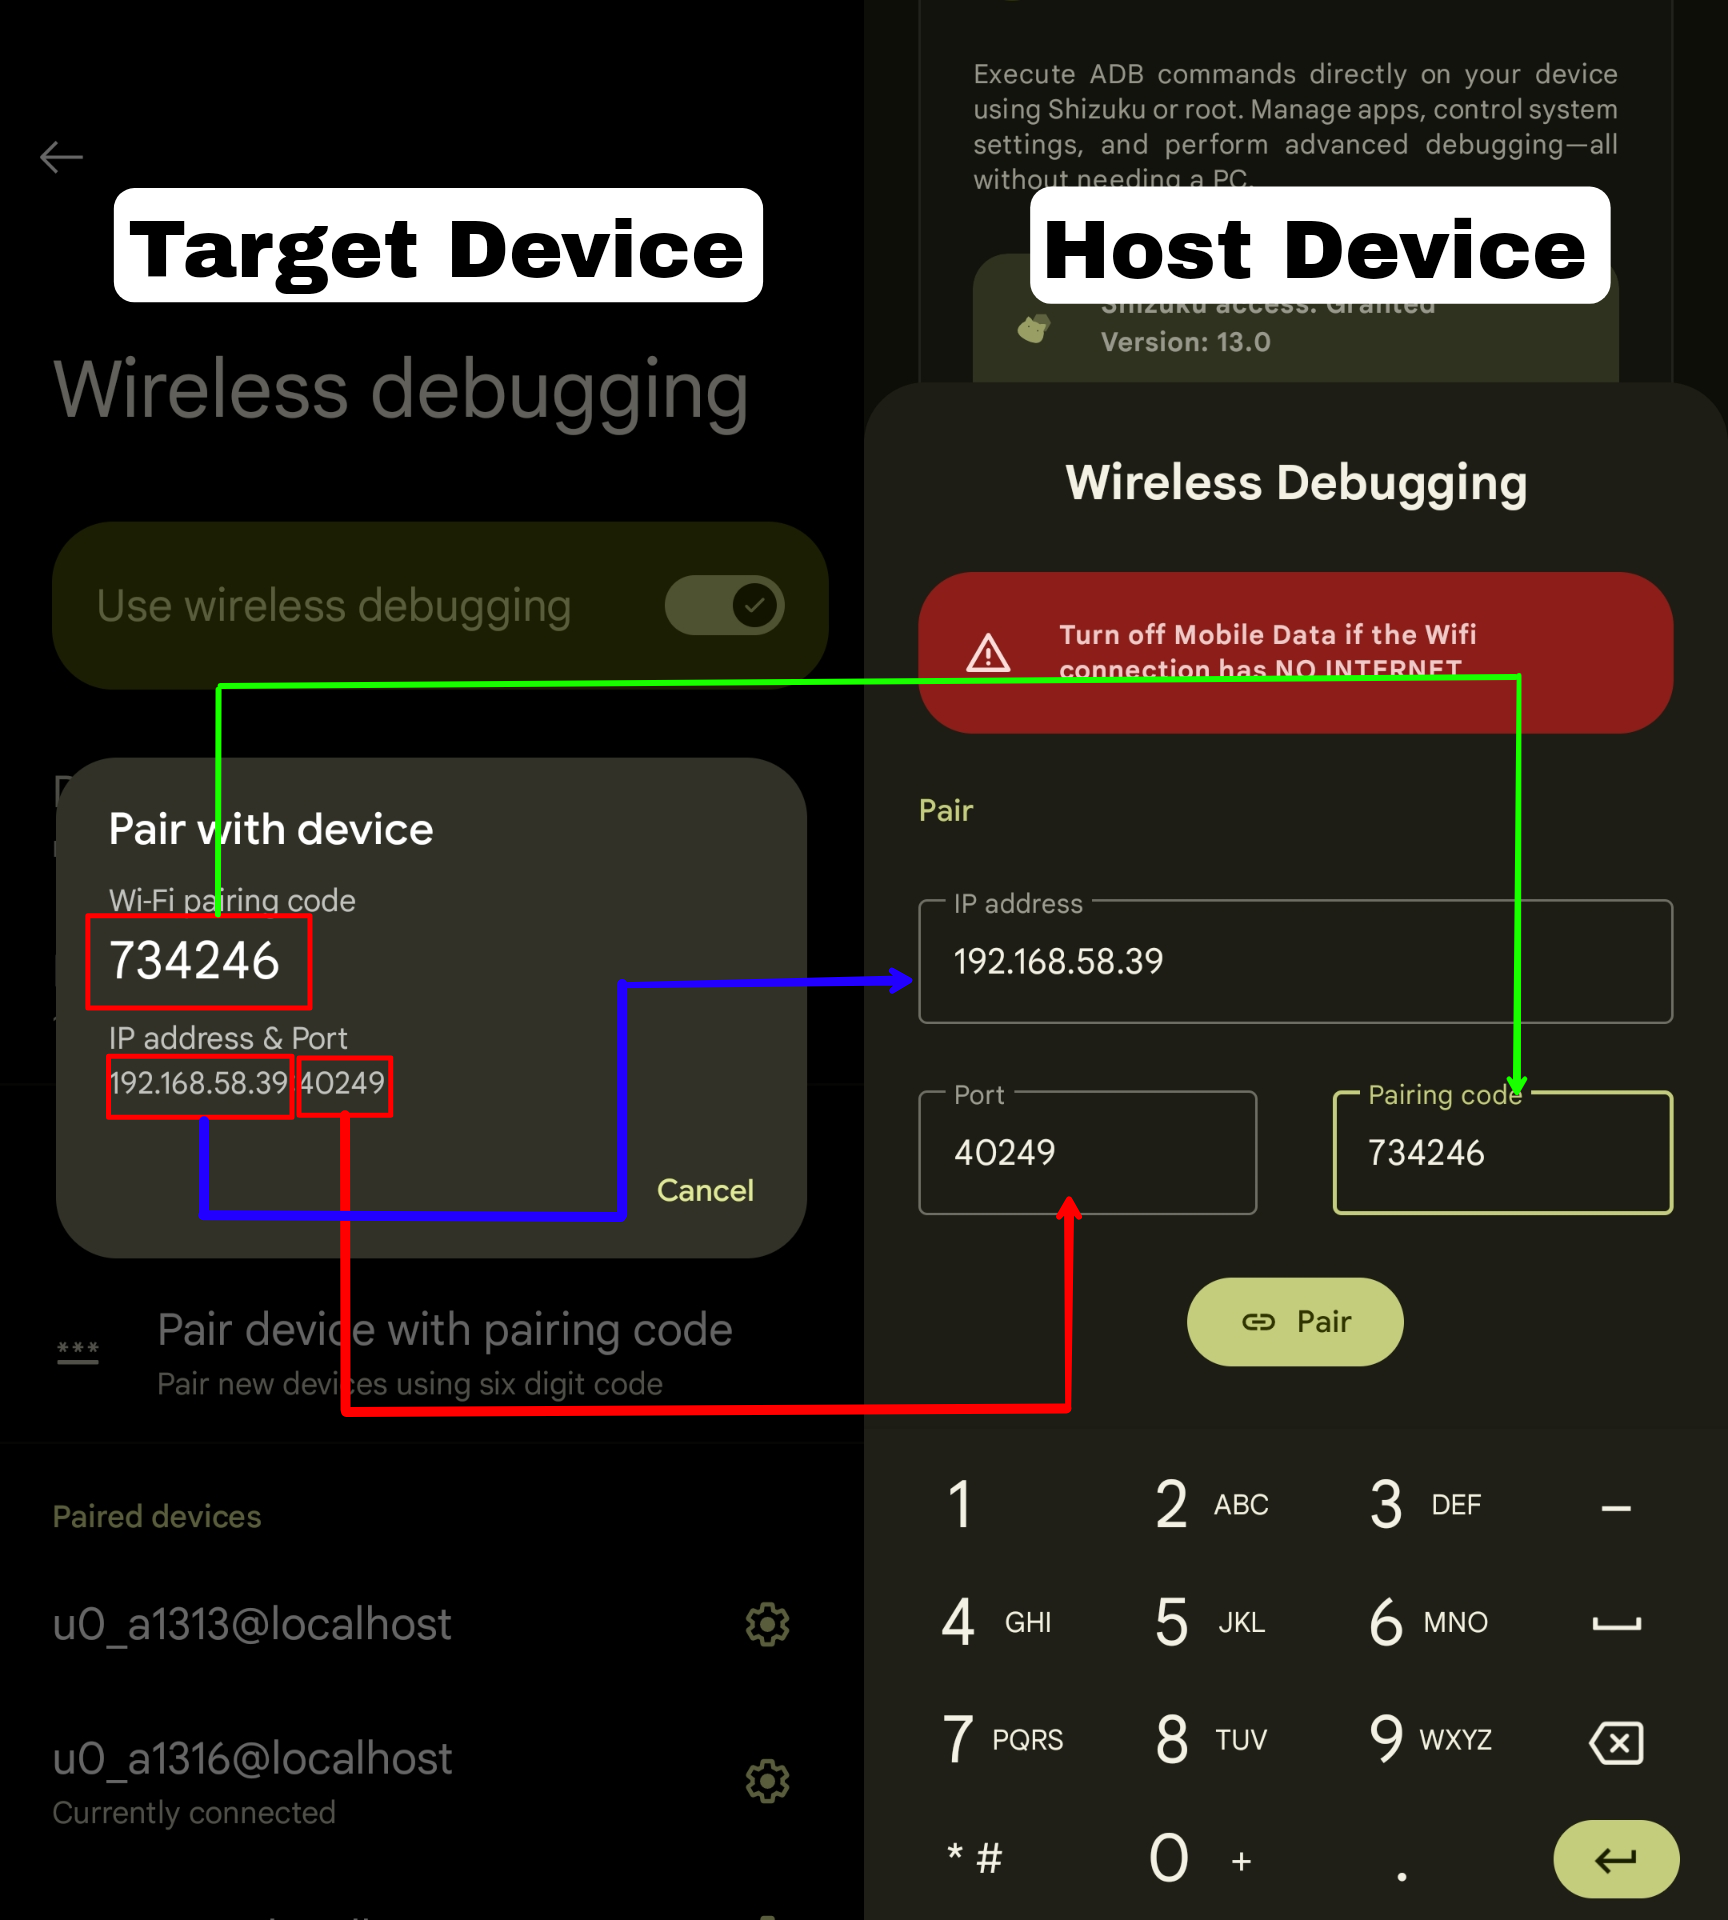 Target Device
Wireless debugging
Use wireless debugging
Pair with device
Wi-Fi pairing code
734246
IP address & Port
192.168.58.39
40249
Cancel
***
Pair device with pairing code
Pair new devices using six digit code
Paired devices
u0_a1313@localhost
u0_a1316@localhost
Currently connected
Execute ADB commands directly on your device
using Shizuku or root. Manage apps, control system
settings, and perform advanced debugging—all
without needing a PC.
Host Device
Shizuku access: Granted
Version: 13.0
Wireless Debugging
Turn off Mobile Data if the Wifi
connection has NO INTERNET
Pair
IP address
192.168.58.39
Port
40249
Pairing code
734246
Pair
1
2 ABC
3 DEF
–
4 GHI
5 JKL
6 MNO
7 PQRS
8 TUV
9 WXYZ
* #
0 +
.